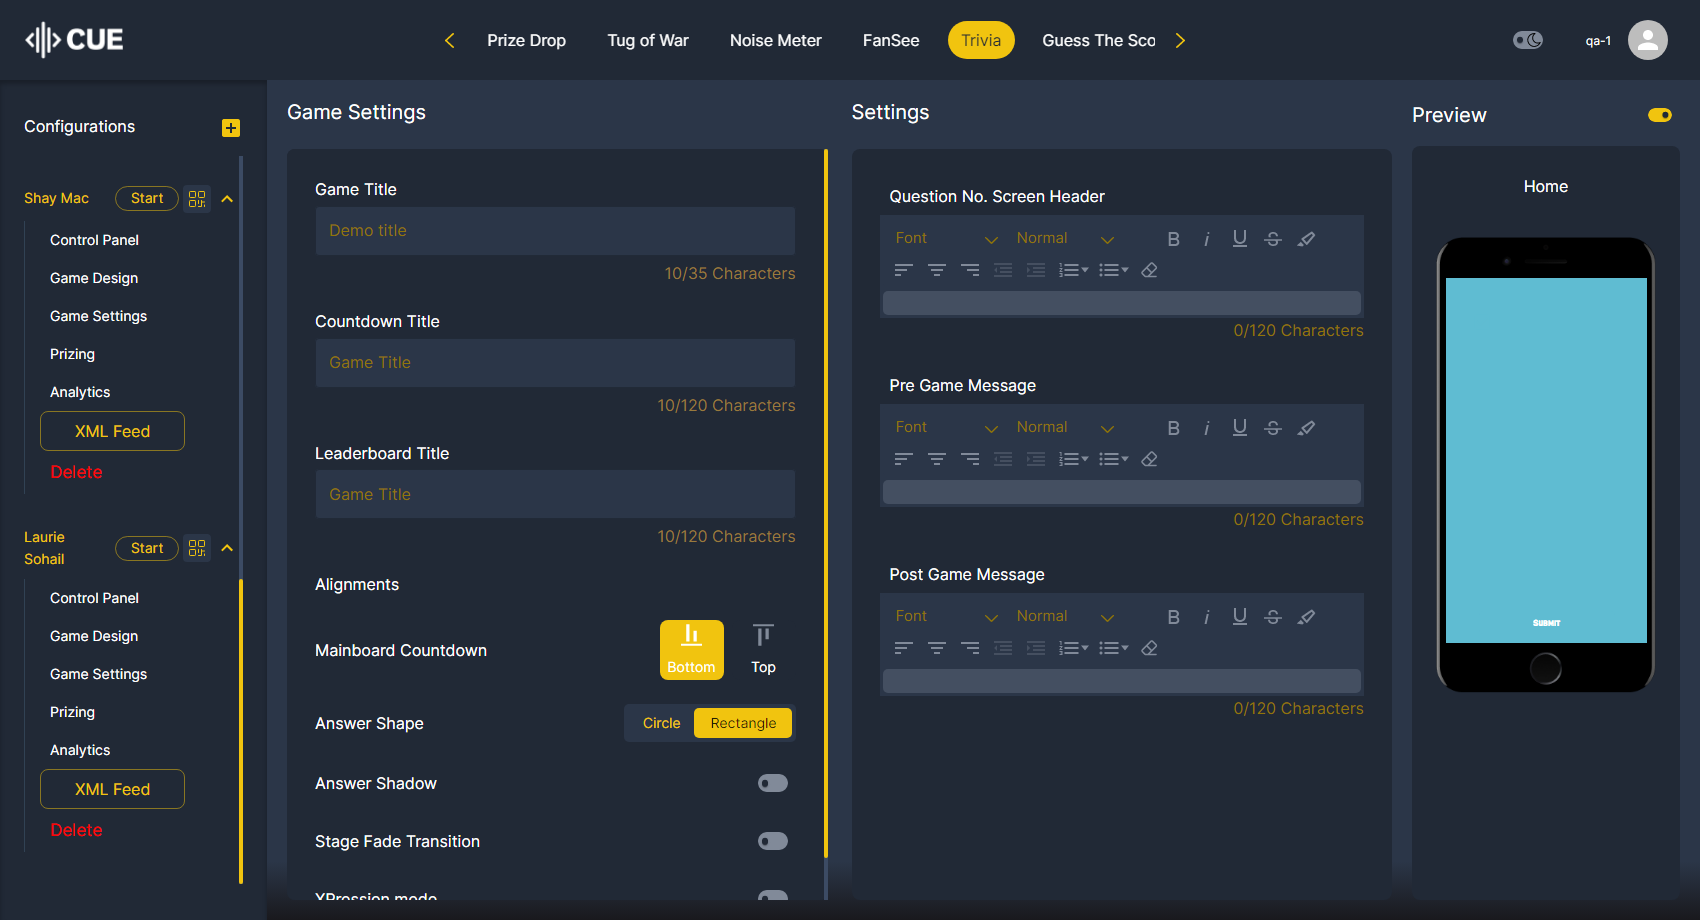 CUE
Prize Drop
Tug of War
Noise Meter
FanSee
Trivia
Guess The Sco
qa-1
Configurations
Shay Mac
Start
Control Panel
Game Design
Game Settings
Prizing
Analytics
XML Feed
Delete
Laurie
Sohail
Start
Control Panel
Game Design
Game Settings
Prizing
Analytics
XML Feed
Delete
Game Settings
Game Title
Demo title
10/35 Characters
Countdown Title
Game Title
10/120 Characters
Leaderboard Title
Game Title
10/120 Characters
Alignments
Mainboard Countdown
Bottom
Top
Answer Shape
Circle
Rectangle
Answer Shadow
Stage Fade Transition
XPression mode
Settings
Question No. Screen Header
Font
Normal
B i U S
0/120 Characters
Pre Game Message
Font
Normal
B i U S
0/120 Characters
Post Game Message
Font
Normal
B i U S
0/120 Characters
Preview
Home
SUBMIT